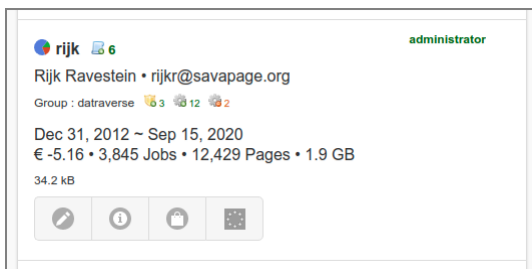 rijk 6 administrator
Rijk Ravestein • rijkr@savapage.org
Group : datraverse 3 12 2
Dec 31, 2012 ~ Sep 15, 2020
€ -5.16 • 3,845 Jobs • 12,429 Pages • 1.9 GB
34.2 kB